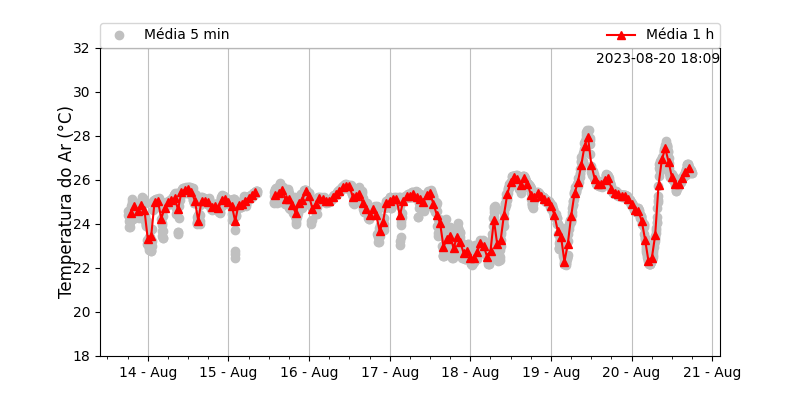 Média 5 min
Média 1 h
2023-08-20 18:09
Temperatura do Ar (°C)
32
30
28
26
24
22
20
18
14 - Aug
15 - Aug
16 - Aug
17 - Aug
18 - Aug
19 - Aug
20 - Aug
21 - Aug